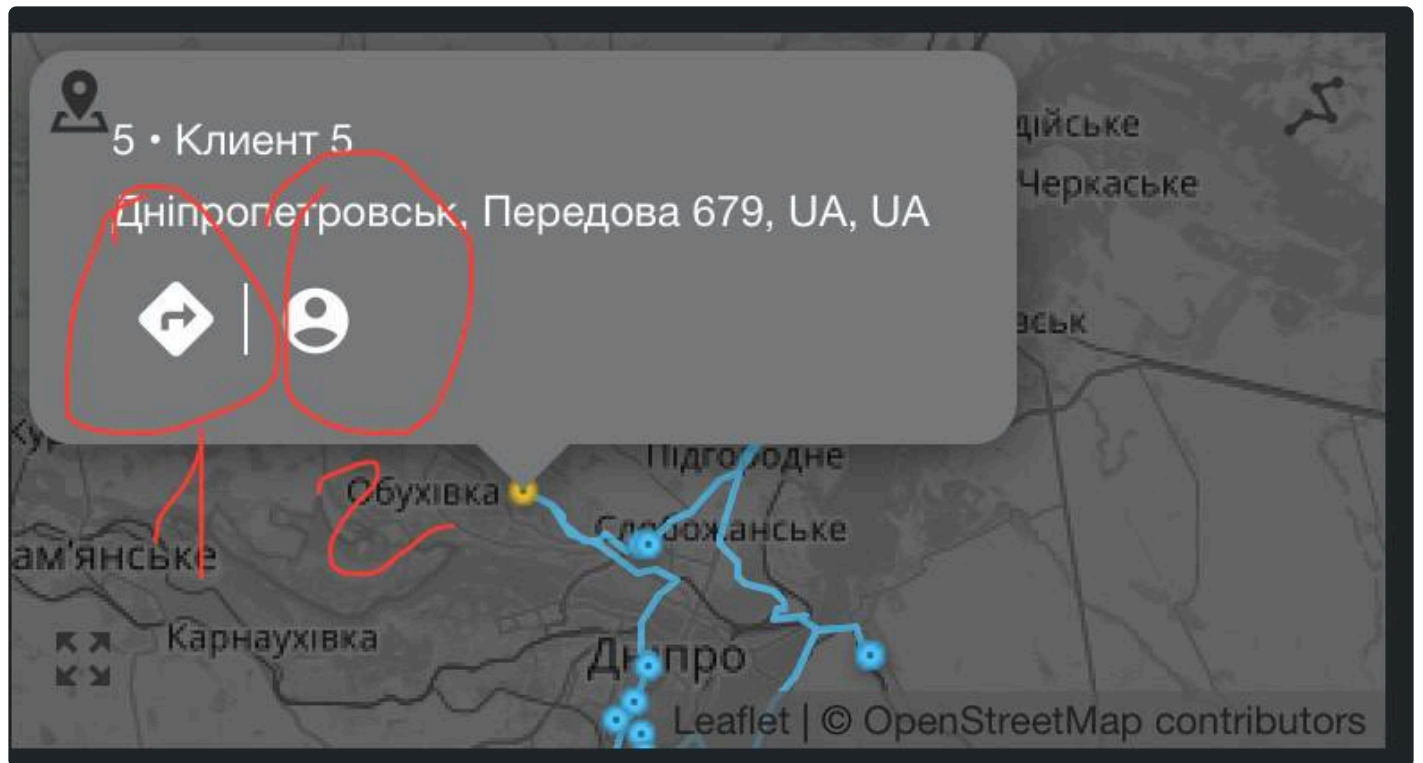 5 • Клиент 5
Дніпропетровськ, Передова 679, UA, UA
дійське
Черкаське
вськ
Підгородне
Обухівка
Слобожанське
ам'янське
Карнаухівка
Дніпро
1
2
Leaflet | © OpenStreetMap contributors